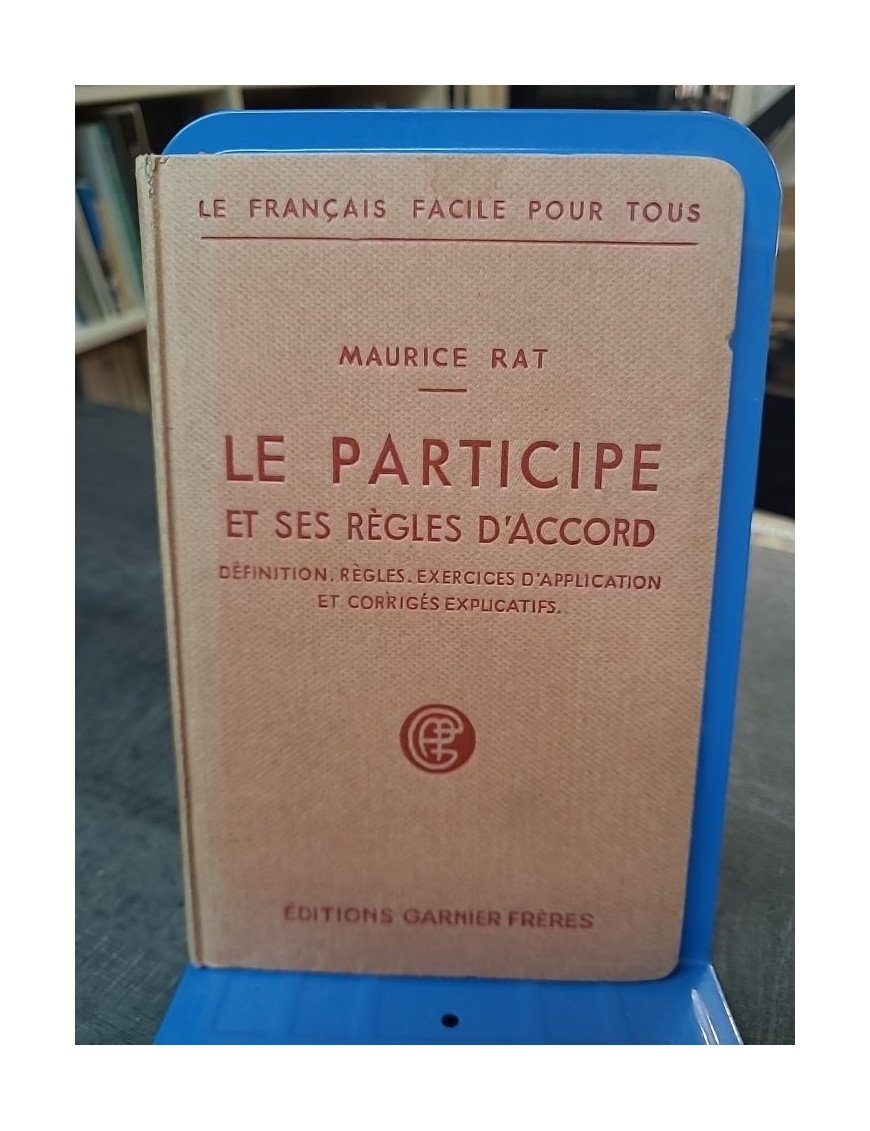 LE FRANÇAIS FACILE POUR TOUS
MAURICE RAT
LE PARTICIPE
ET SES RÈGLES D'ACCORD
DÉFINITION. RÈGLES. EXERCICES D'APPLICATION
ET CORRIGÉS EXPLICATIFS.
ÉDITIONS GARNIER FRÈRES